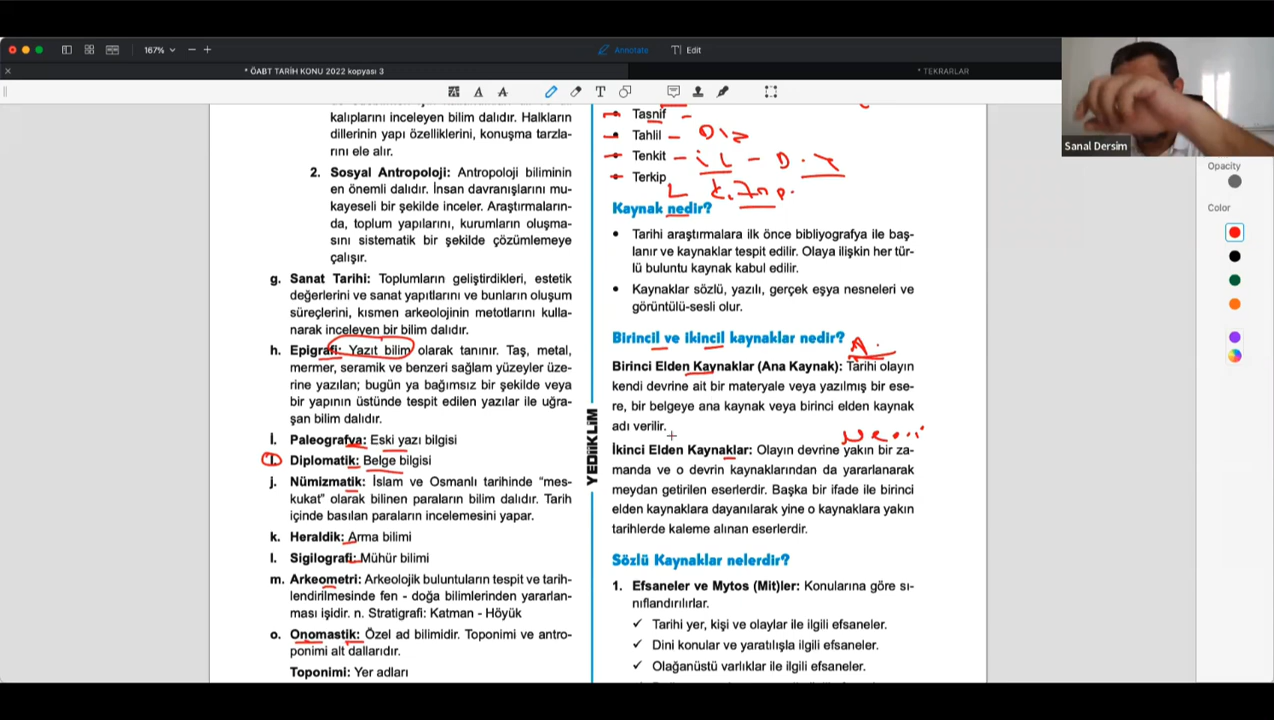 167%
Annotate
Edit
* ÖABT TARİH KONU 2022 kopyası 3
* TEKRARLAR
Sanal Dersim
Opacity
Color
kalıplarını inceleyen bilim dalıdır. Halkların
dillerinin yapı özelliklerini, konuşma tarzla-
rını ele alır.
2. Sosyal Antropoloji: Antropoloji biliminin
en önemli dalıdır. İnsan davranışlarını mu-
kayeseli bir şekilde inceler. Araştırmaların-
da, toplum yapılarını, kurumların oluşma-
sını sistematik bir şekilde çözümlemeye
çalışır.
g. Sanat Tarihi: Toplumların geliştirdikleri, estetik
değerlerini ve sanat yapıtlarını ve bunların oluşum
süreçlerini, kısmen arkeolojinin metotlarını kulla-
narak inceleyen bir bilim dalıdır.
h. Epigrafi: Yazıt bilim olarak tanınır. Taş, metal,
mermer, seramik ve benzeri sağlam yüzeyler üze-
rine yazılan; bugün ya bağımsız bir şekilde veya
bir yapının üstünde tespit edilen yazılar ile uğra-
şan bilim dalıdır.
Paleografya: Eski yazı bilgisi
Diplomatik: Belge bilgisi
j. Nümizmatik: İslam ve Osmanlı tarihinde “mes-
kukat” olarak bilinen paraların bilim dalıdır. Tarih
içinde basılan paraların incelemesini yapar.
k. Heraldik: Arma bilimi
l. Sigilografi: Mühür bilimi
m. Arkeometri: Arkeolojik buluntuların tespit ve tarih-
lendirilmesinde fen - doğa bilimlerinden yararlan-
ması işidir. n. Stratigrafi: Katman - Höyük
o. Onomastik: Özel ad bilimidir. Toponimi ve antro-
ponimi alt dallarıdır.
Toponimi: Yer adları
YEDİİKLİM
Tasnif
Tahlil
Tenkit
Terkip
Kaynak nedir?
• Tarihi araştırmalara ilk önce bibliyografya ile baş-
lanır ve kaynaklar tespit edilir. Olaya ilişkin her tür-
lü buluntu kaynak kabul edilir.
• Kaynaklar sözlü, yazılı, gerçek eşya nesneleri ve
görüntülü-sesli olur.
Birincil ve İkincil kaynaklar nedir?
A.
Birinci Elden Kaynaklar (Ana Kaynak): Tarihi olayın
kendi devrine ait bir materyale veya yazılmış bir ese-
re, bir belgeye ana kaynak veya birinci elden kaynak
adı verilir.
İkinci Elden Kaynaklar: Olayın devrine yakın bir za-
manda ve o devrin kaynaklarından da yararlanarak
meydan getirilen eserlerdir. Başka bir ifade ile birinci
elden kaynaklara dayanılarak yine o kaynaklara yakın
tarihlerde kaleme alınan eserlerdir.
Sözlü Kaynaklar nelerdir?
1. Efsaneler ve Mytos (Mit)ler: Konularına göre sı-
nıflandırılırlar.
✓ Tarihi yer, kişi ve olaylar ile ilgili efsaneler.
✓ Dini konular ve yaratılışla ilgili efsaneler.
✓ Olağanüstü varlıklar ile ilgili efsaneler.